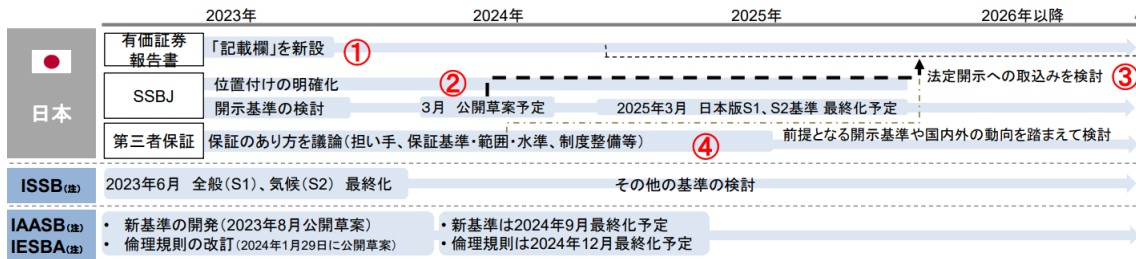 2023年 2024年 2025年 2026年以降
日本
有価証券
報告書
「記載欄」を新設 ①
SSBJ
位置付けの明確化 ② 法定開示への取込みを検討 ③
開示基準の検討 3月 公開草案予定 2025年3月 日本版S1、S2基準 最終化予定
第三者保証 保証のあり方を議論(担い手、保証基準・範囲・水準、制度整備等) ④ 前提となる開示基準や国内外の動向を踏まえて検討
ISSB(注) 2023年6月 全般(S1)、気候(S2) 最終化 その他の基準の検討
IAASB(注) • 新基準の開発(2023年8月公開草案) •新基準は2024年9月最終化予定
IESBA(注) • 倫理規則の改訂(2024年1月29日に公開草案) •倫理規則は2024年12月最終化予定